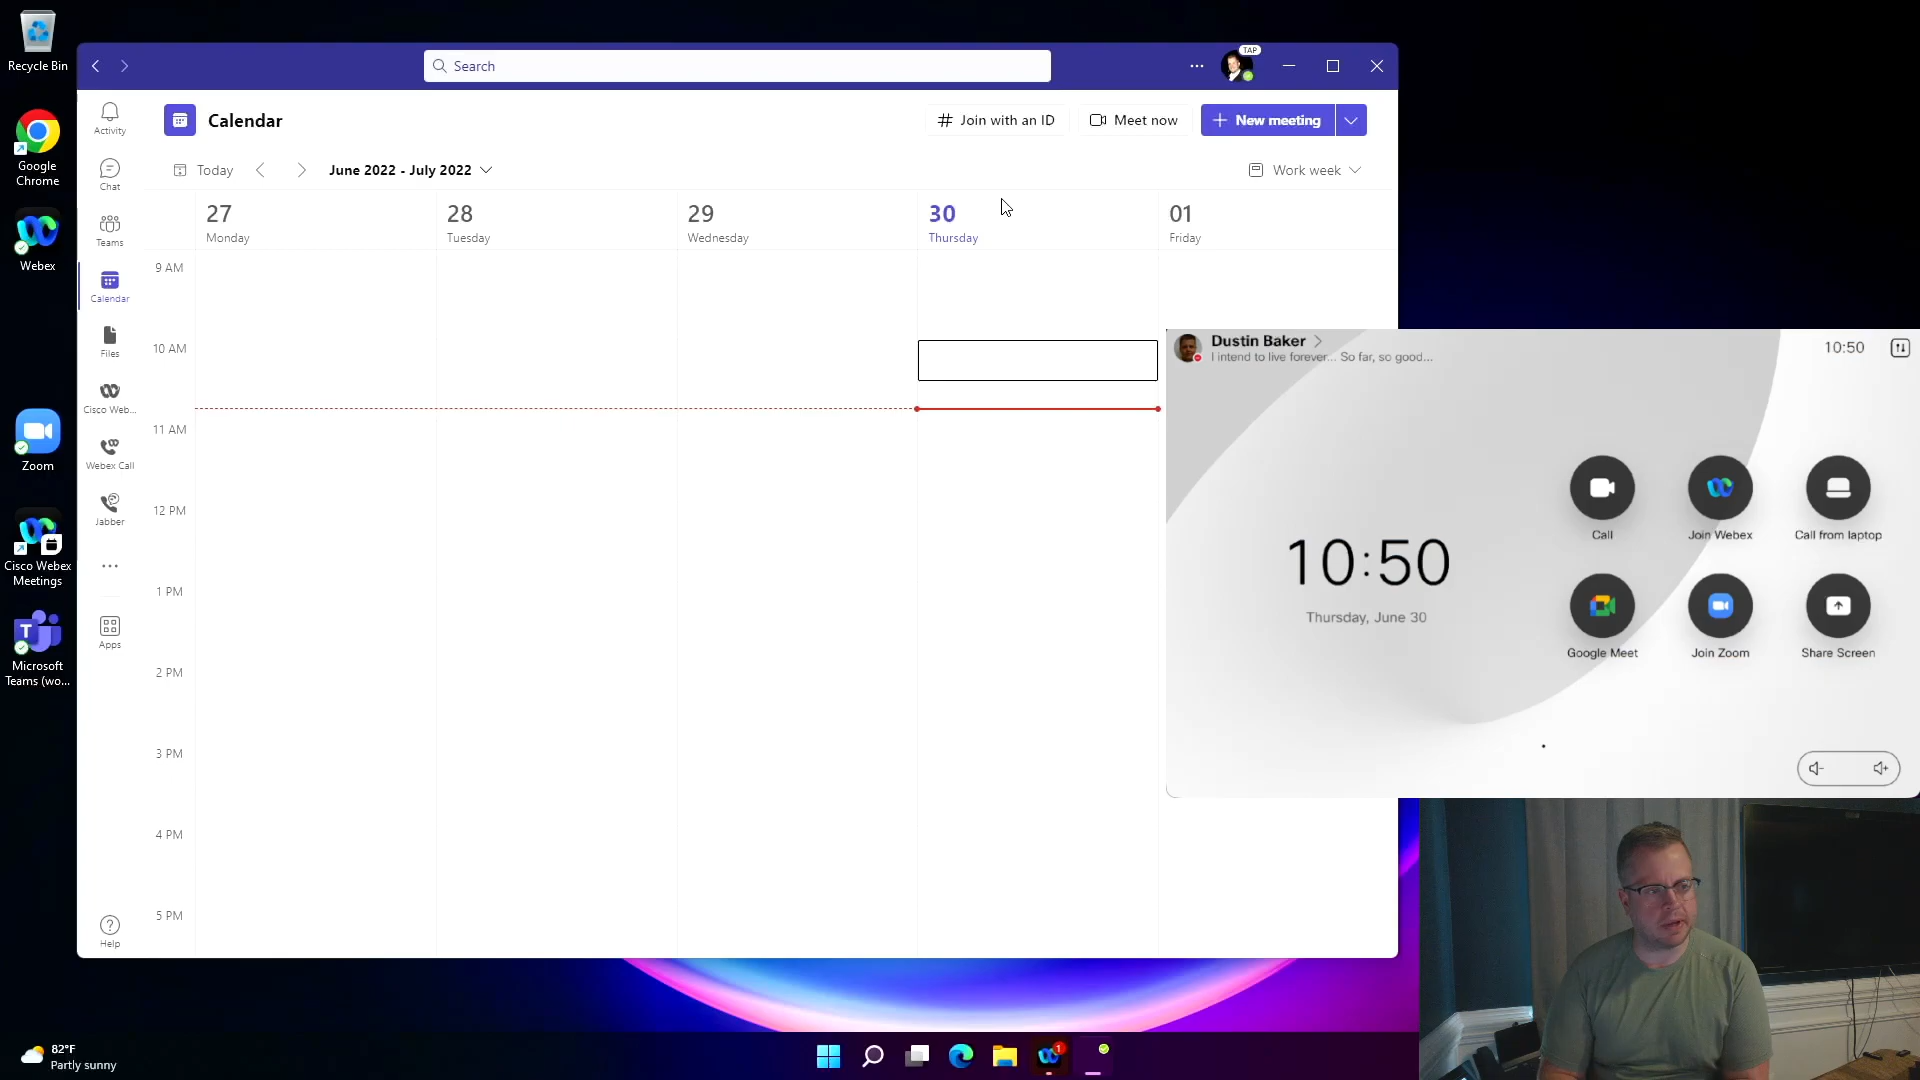 Recycle Bin
Google
Chrome
Webex
Zoom
Cisco Webex
Meetings
Microsoft
Teams (wo...
Search
TAP
Activity
Chat
Teams
Calendar
Files
Cisco Web...
Webex Call
Jabber
Apps
Help
Calendar
# Join with an ID
Meet now
New meeting
Today
June 2022 - July 2022
Work week
27
Monday
28
Tuesday
29
Wednesday
30
Thursday
01
Friday
9 AM
10 AM
11 AM
12 PM
1 PM
2 PM
3 PM
4 PM
5 PM
Dustin Baker
I intend to live forever... So far, so good...
10:50
10:50
Thursday, June 30
Call
Join Webex
Call from laptop
Google Meet
Join Zoom
Share Screen
82°F
Partly sunny
1